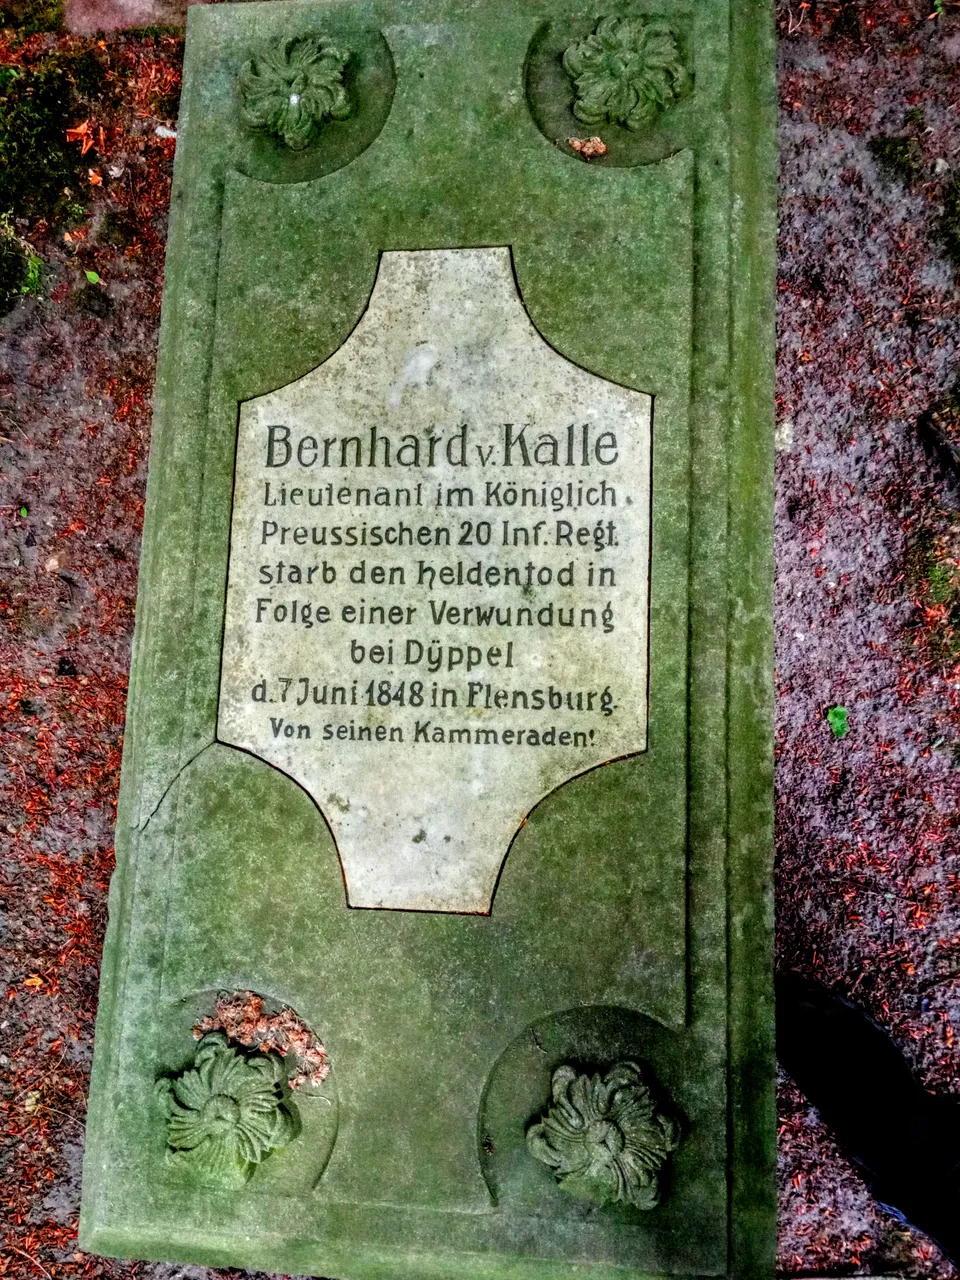 Bernhard v. Kalle
Lieutenant im Königlich
Preussischen 20 Inf. Regt.
starb den Heldentod in
Folge einer Verwundung
bei Dÿppel
d. 7 Juni 1848 in Flensburg.
Von seinen Kammeraden!